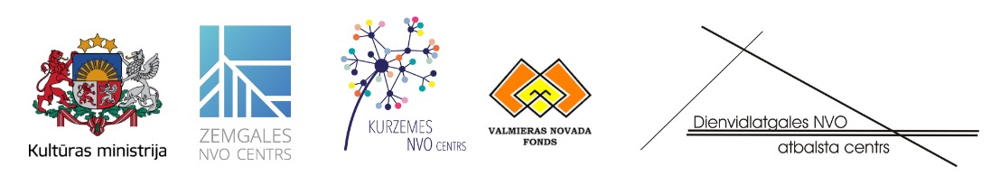 Kultūras ministrija
ZEMGALES
NVO CENTRS
KURZEMES
NVO CENTRS
VALMIERAS NOVADA
FONDS
Dienvidlatgales NVO
atbalsta centrs